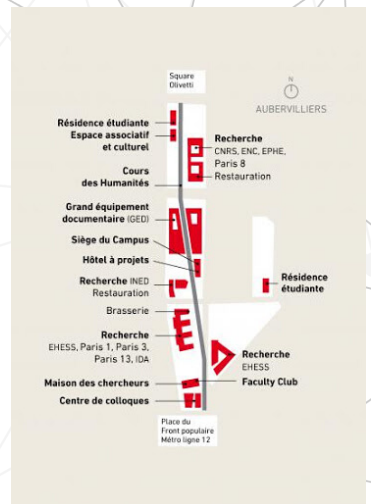 Square
Olivetti
N
AUBERVILLIERS
Résidence étudiante
Espace associatif
et culturel
Recherche
CNRS, ENC, EPHE,
Paris 8
Restauration
Cours
des Humanités
Grand équipement
documentaire (GED)
Siège du Campus
Hôtel à projets
Recherche INED
Restauration
Résidence
étudiante
Brasserie
Recherche
EHESS, Paris 1, Paris 3,
Paris 13, IDA
Recherche
EHESS
Maison des chercheurs
Faculty Club
Centre de colloques
Place du
Front populaire
Métro ligne 12